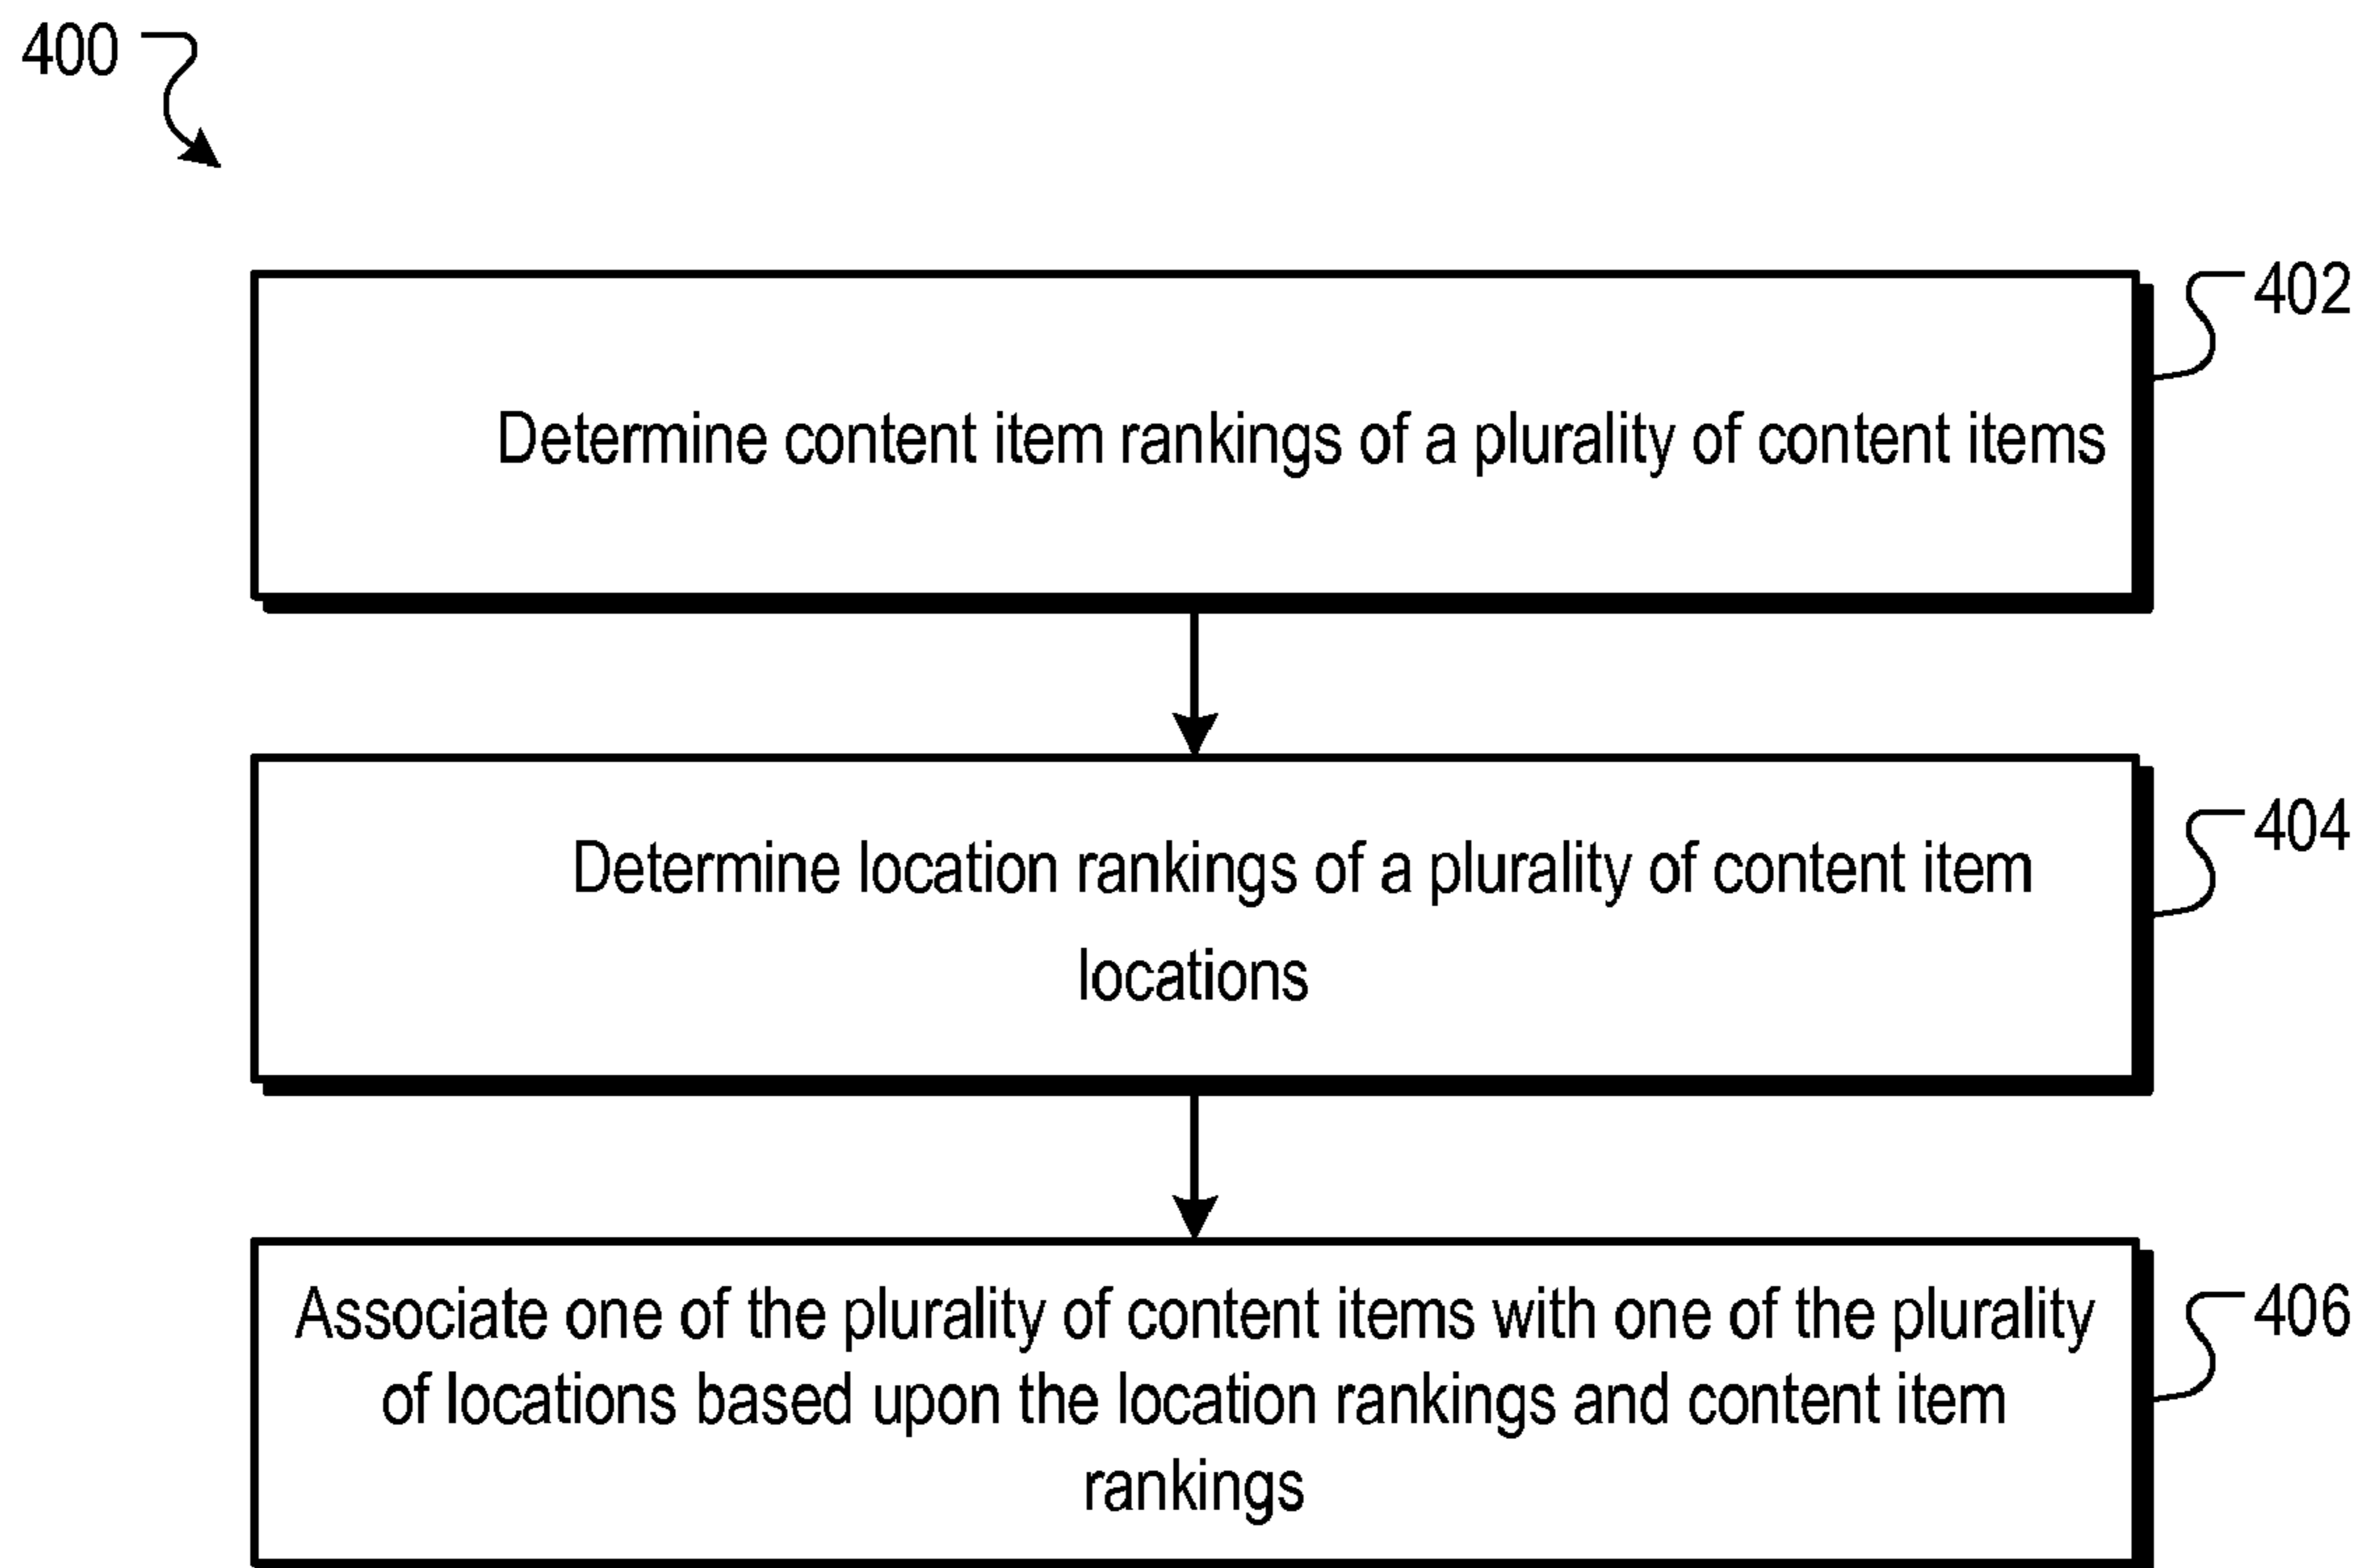 400
402
Determine content item rankings of a plurality of content items
404
Determine location rankings of a plurality of content item
locations
406
Associate one of the plurality of content items with one of the plurality
of locations based upon the location rankings and content item
rankings